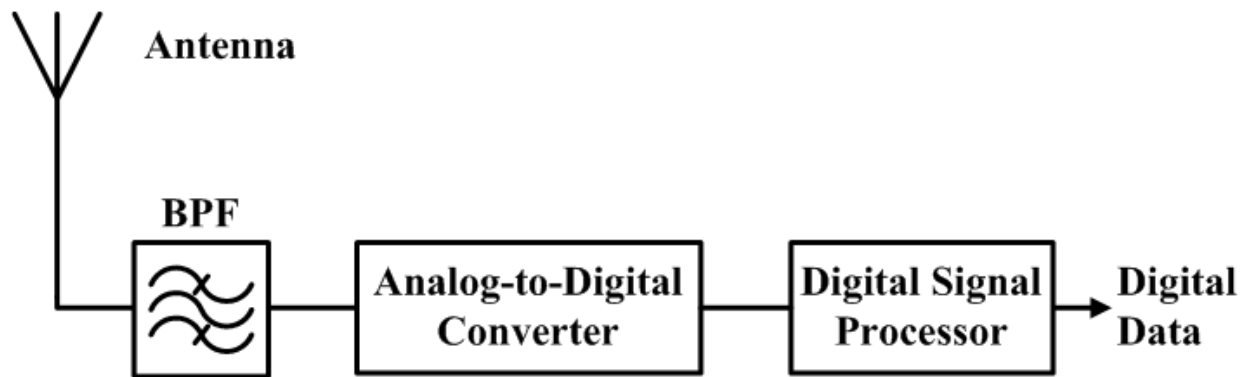 Antenna
BPF
Analog-to-Digital
Converter
Digital Signal
Processor
Digital
Data